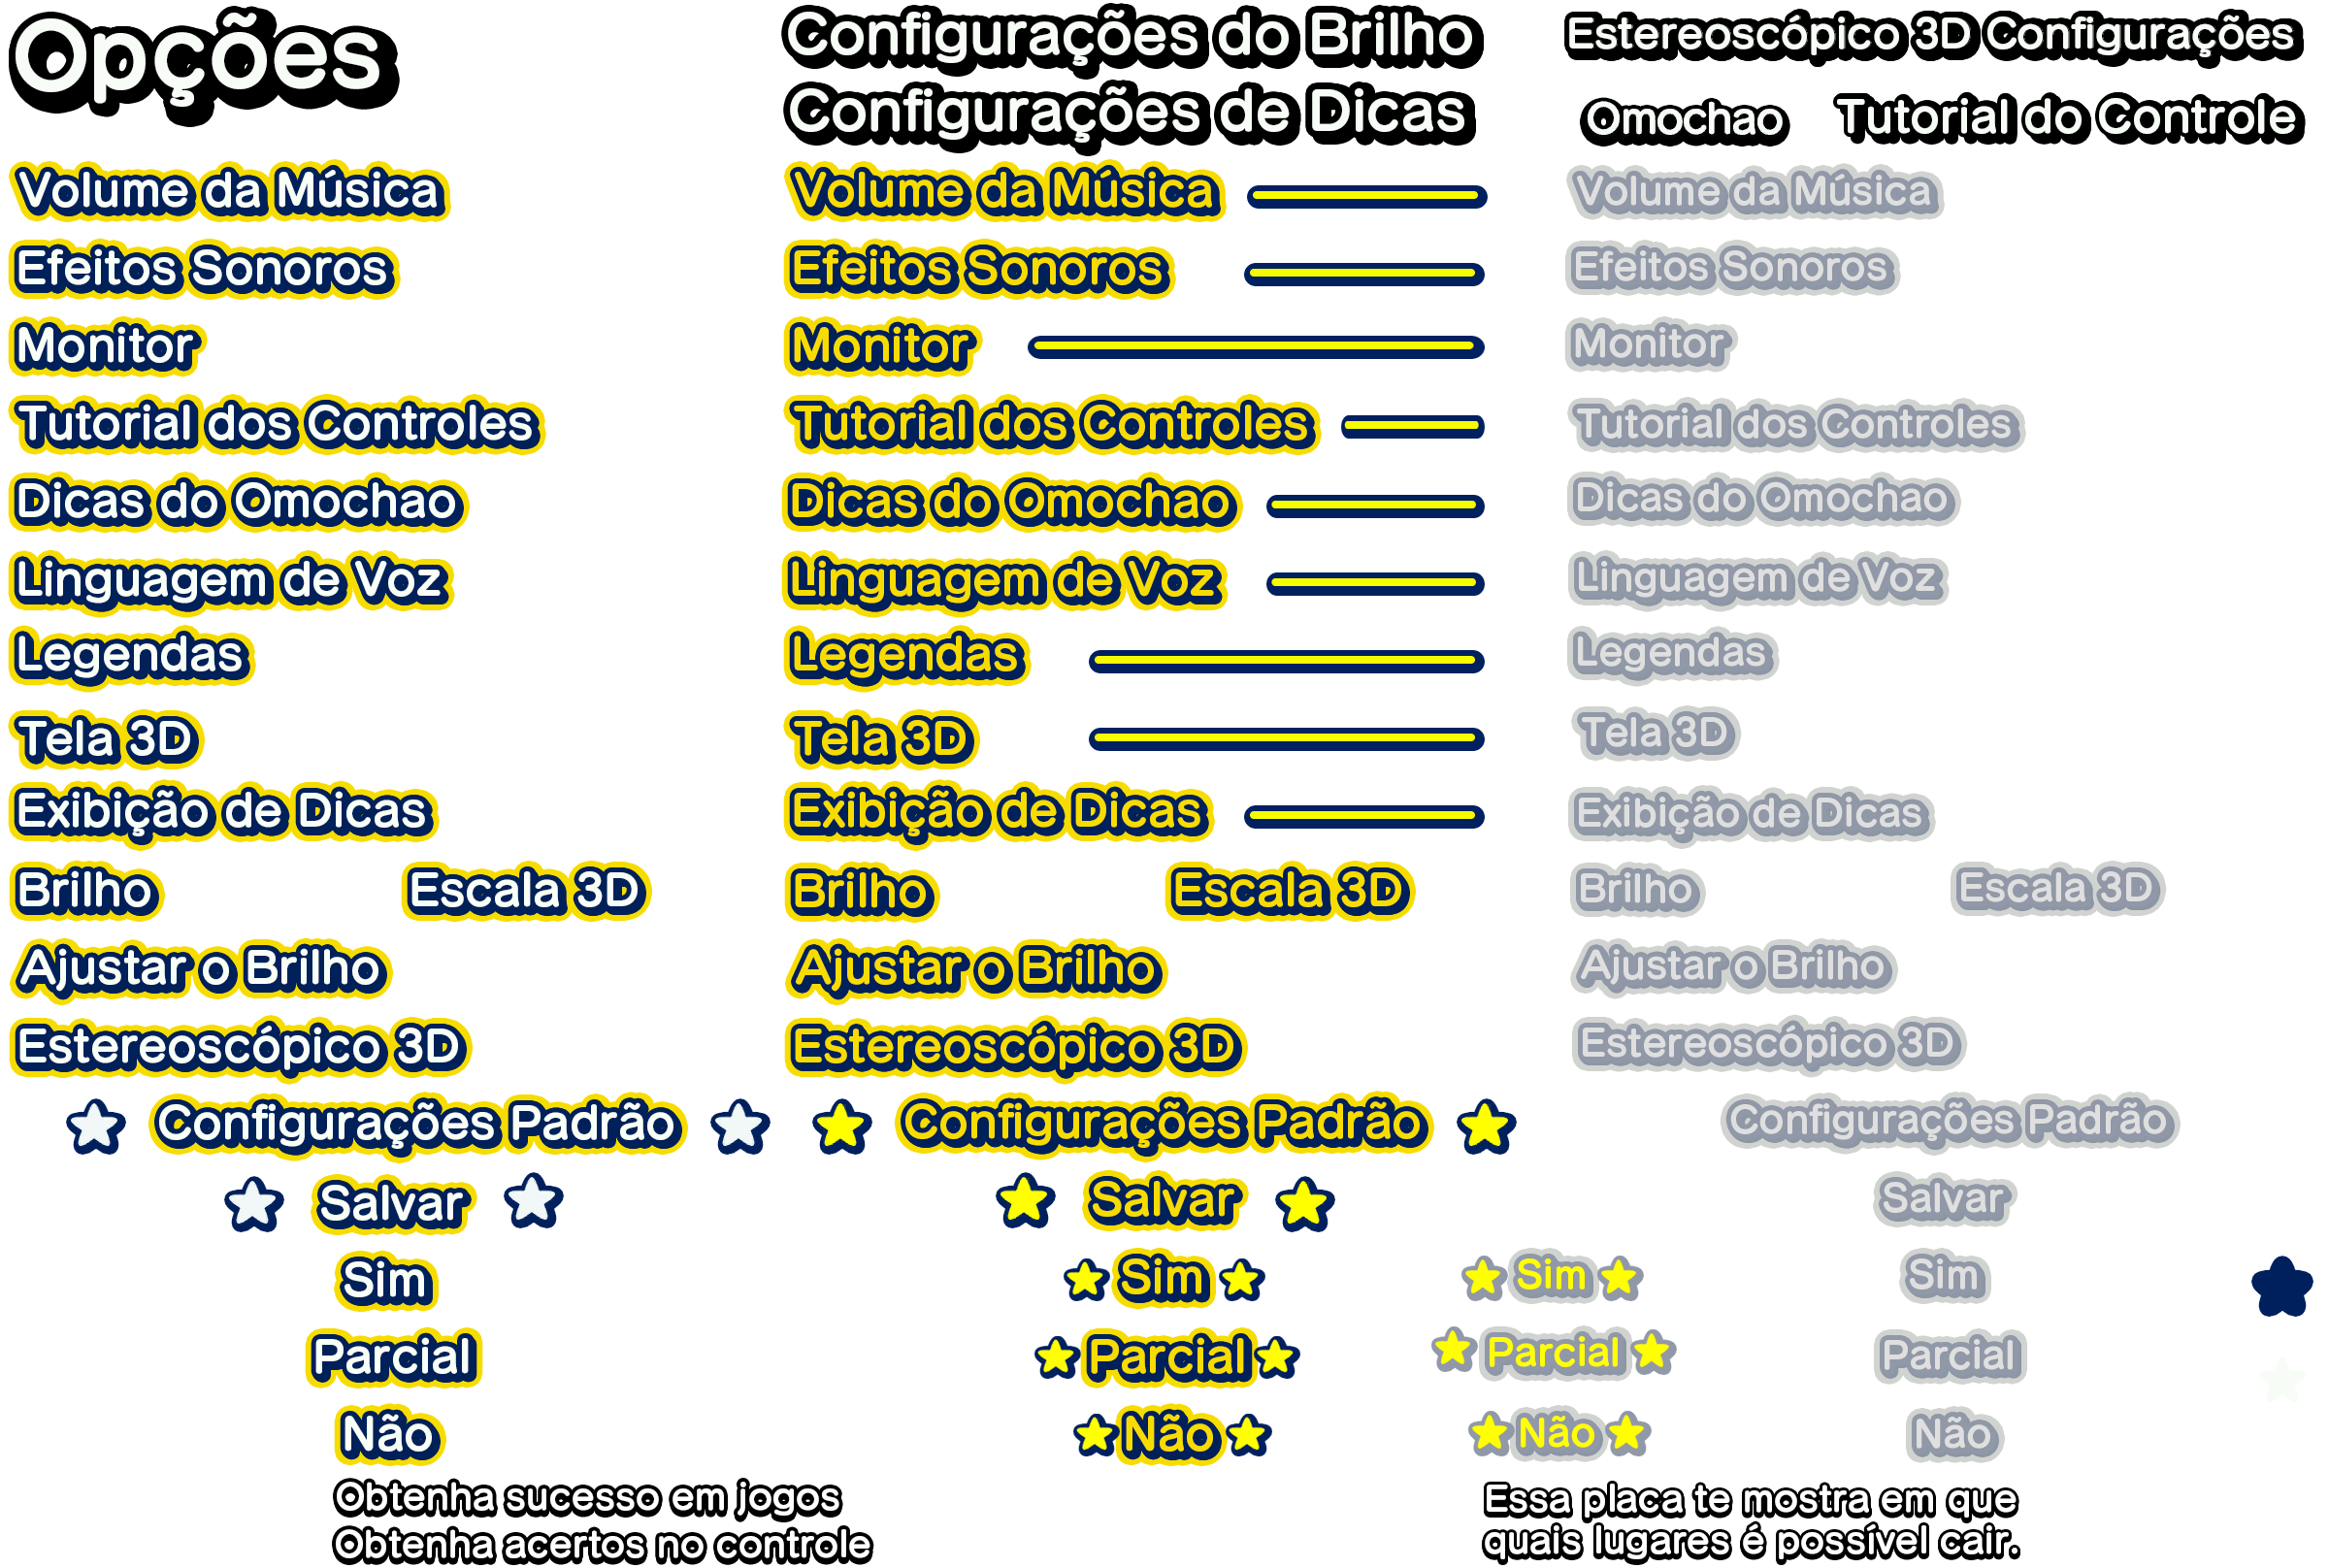 Opções Configurações do Brilho Estereoscópico 3D Configurações
Configurações de Dicas Omochao Tutorial do Controle
Volume da Música Volume da Música Volume da Música
Efeitos Sonoros Efeitos Sonoros Efeitos Sonoros
Monitor Monitor Monitor
Tutorial dos Controles Tutorial dos Controles Tutorial dos Controles
Dicas do Omochao Dicas do Omochao Dicas do Omochao
Linguagem de Voz Linguagem de Voz Linguagem de Voz
Legendas Legendas Legendas
Tela 3D Tela 3D Tela 3D
Exibição de Dicas Exibição de Dicas Exibição de Dicas
Brilho Escala 3D Brilho Escala 3D Brilho Escala 3D
Ajustar o Brilho Ajustar o Brilho Ajustar o Brilho
Estereoscópico 3D Estereoscópico 3D Estereoscópico 3D
Configurações Padrão Configurações Padrão Configurações Padrão
Salvar Salvar Salvar
Sim Sim Sim Sim
Parcial Parcial Parcial Parcial
Não Não Não Não
Obtenha sucesso em jogos
Obtenha acertos no controle
Essa placa te mostra em que
quais lugares é possível cair.